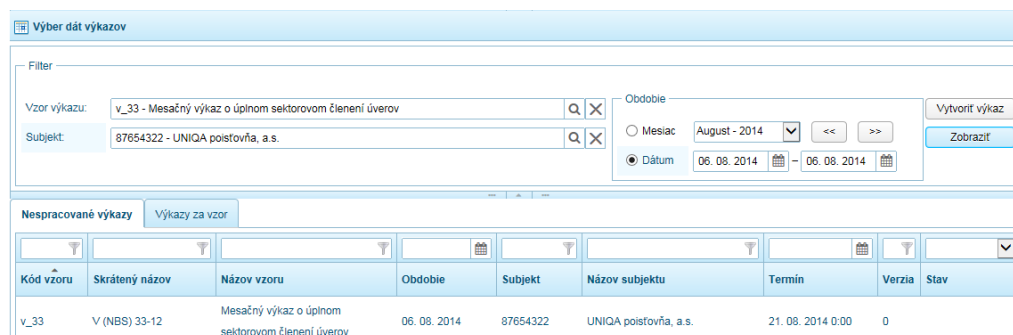 Výber dát výkazov
Filter
Vzor výkazu: v_33 - Mesačný výkaz o úplnom sektorovom členení úverov
Subjekt: 87654322 - UNIQA poisťovňa, a.s.
Obdobie
Mesiac August - 2014 << >>
Dátum 06. 08. 2014 – 06. 08. 2014
Vytvoriť výkaz
Zobraziť
Nespracované výkazy Výkazy za vzor
Kód vzoru Skrátený názov Názov vzoru Obdobie Subjekt Názov subjektu Termín Verzia Stav
v_33 V (NBS) 33-12 Mesačný výkaz o úplnom
sektorovom členení úverov 06. 08. 2014 87654322 UNIQA poisťovňa, a.s. 21. 08. 2014 0:00 0